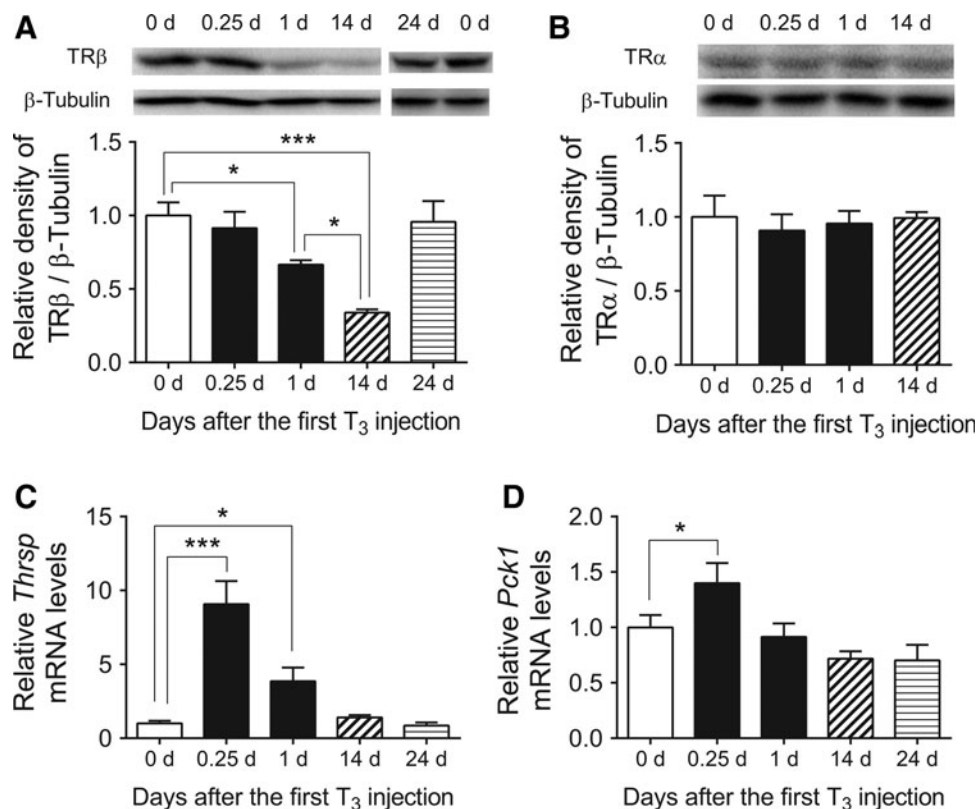 A
0 d 0.25 d 1 d 14 d 24 d 0 d
TRβ
β-Tubulin
1.5
1.0
0.5
0.0
Relative density of
TRβ / β-Tubulin
***
*
*
0 d 0.25 d 1 d 14 d 24 d
Days after the first T₃ injection
B
0 d 0.25 d 1 d 14 d
TRα
β-Tubulin
1.5
1.0
0.5
0.0
Relative density of
TRα / β-Tubulin
0 d 0.25 d 1 d 14 d
Days after the first T₃ injection
C
15
10
5
0
Relative Thrsp
mRNA levels
*
***
0 d 0.25 d 1 d 14 d 24 d
Days after the first T₃ injection
D
2.0
1.5
1.0
0.5
0.0
Relative Pck1
mRNA levels
*
0 d 0.25 d 1 d 14 d 24 d
Days after the first T₃ injection